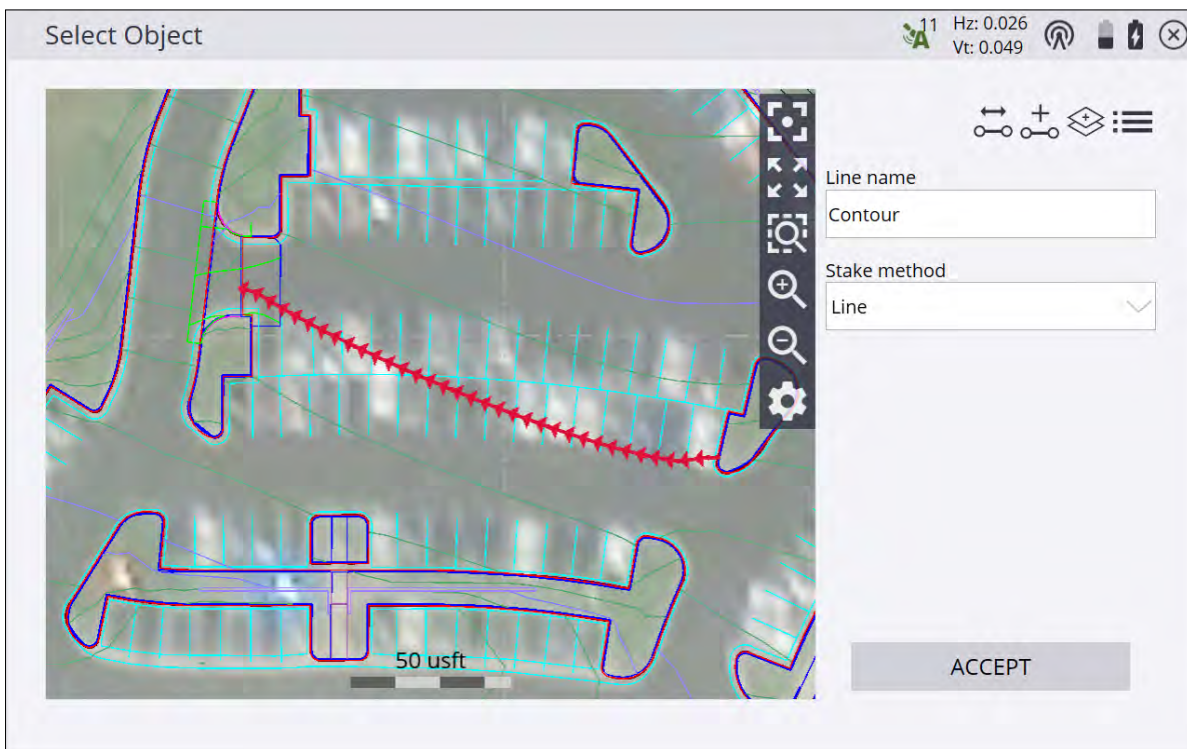 Select Object
11
Hz: 0.026
Vt: 0.049
A
Line name
Contour
Stake method
Line
50 usft
ACCEPT